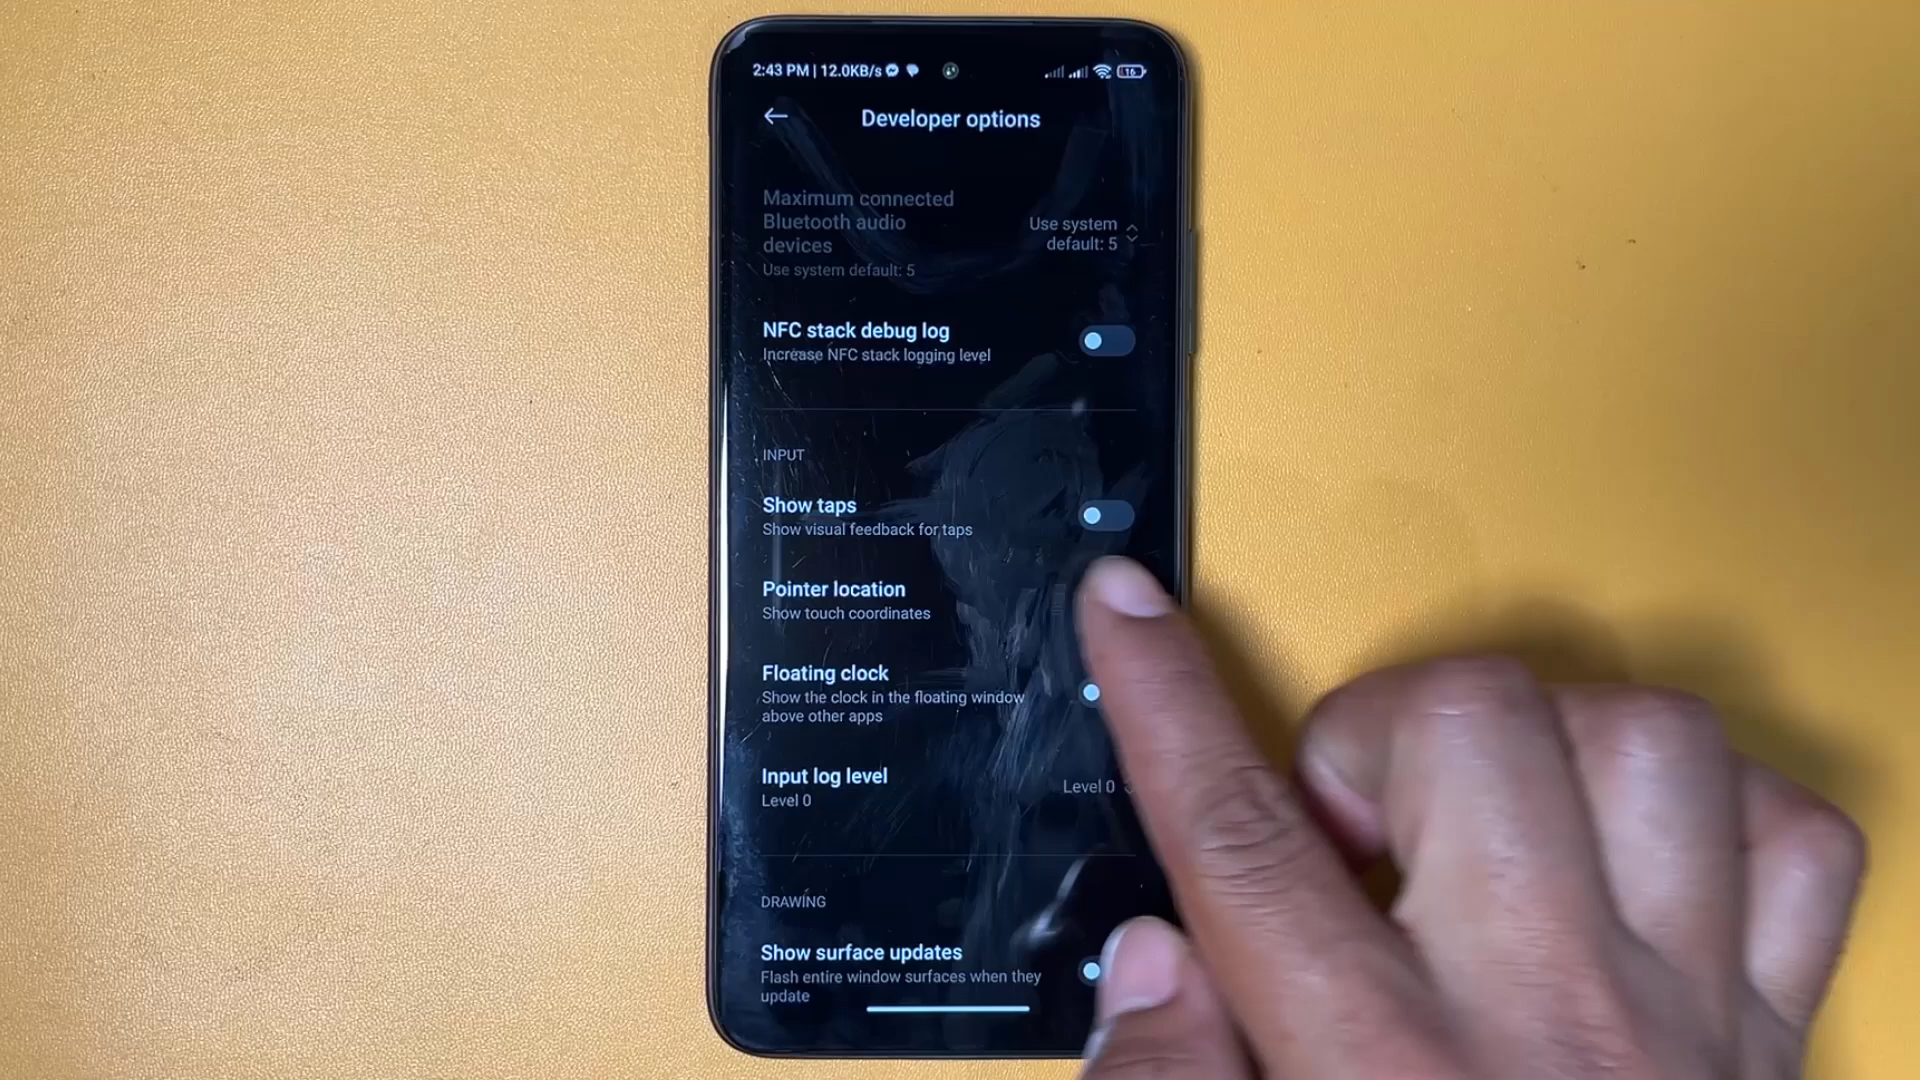 2:43 PM | 12.0KB/s 16
Developer options
Maximum connected
Bluetooth audio
devices
Use system default: 5
Use system
default: 5
NFC stack debug log
Increase NFC stack logging level
INPUT
Show taps
Show visual feedback for taps
Pointer location
Show touch coordinates
Floating clock
Show the clock in the floating window
above other apps
Input log level
Level 0
Level 0
DRAWING
Show surface updates
Flash entire window surfaces when they
update